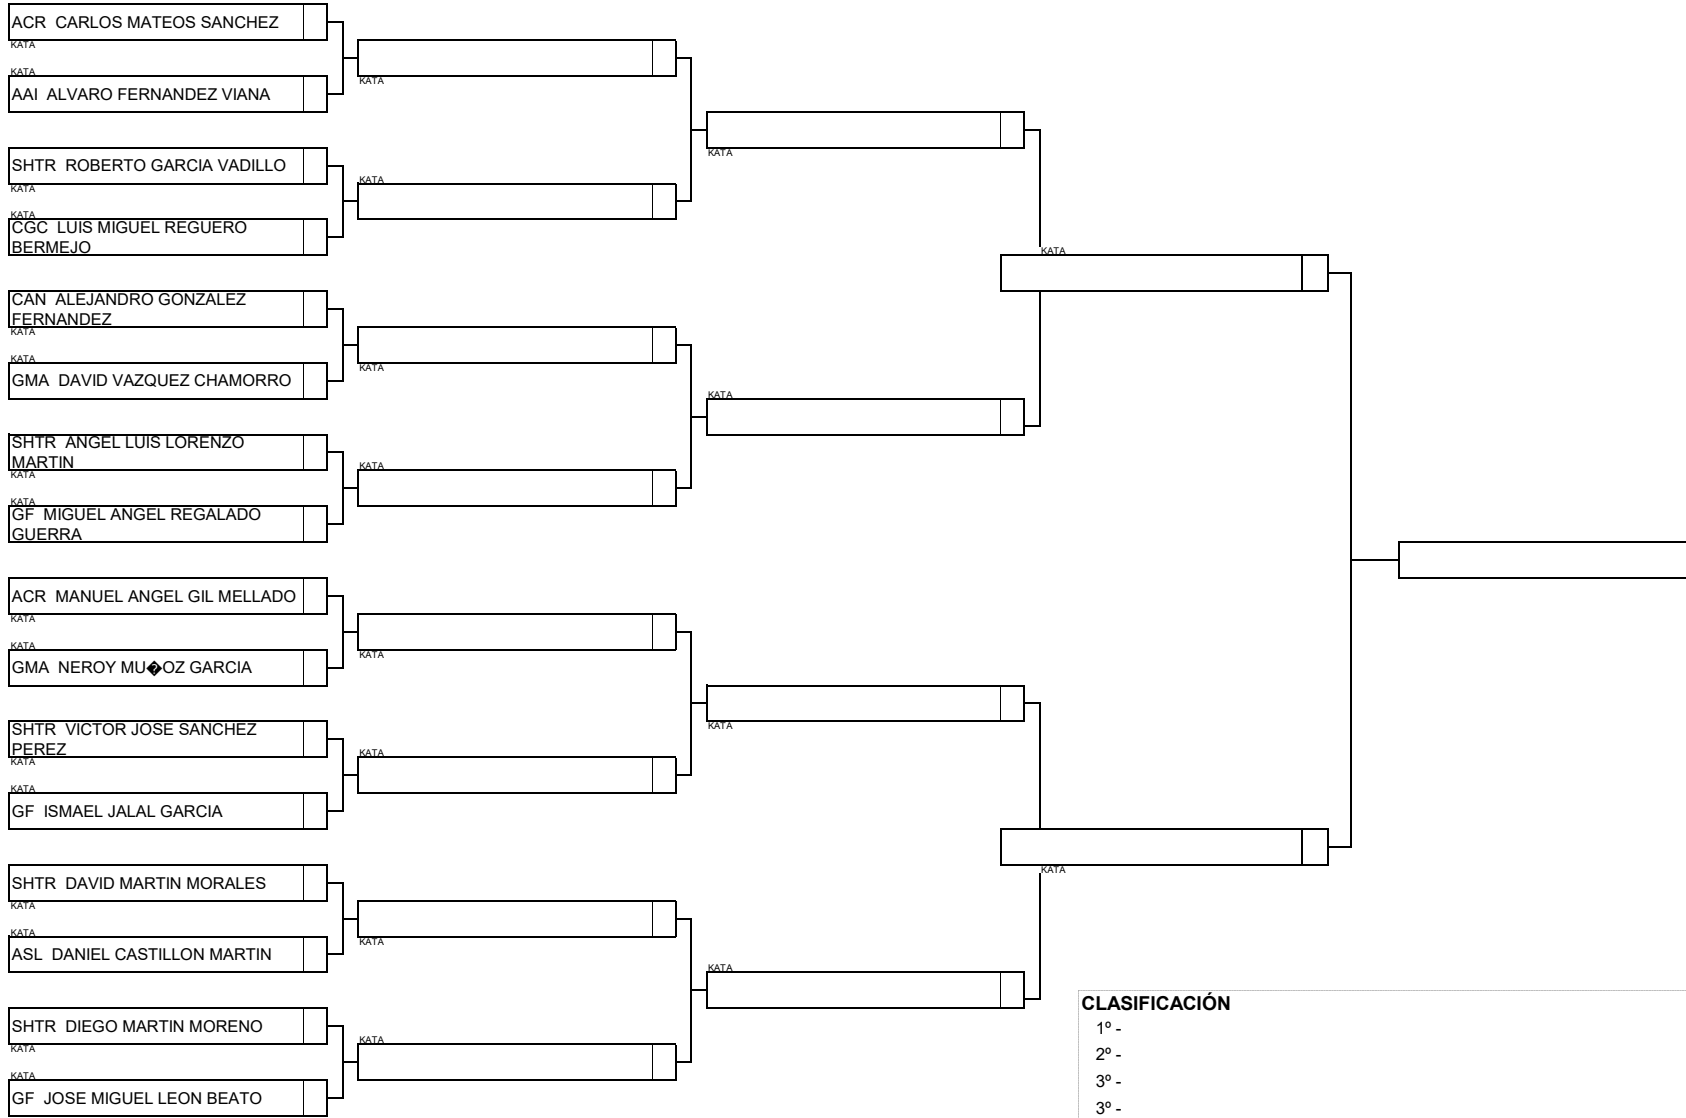 ACR CARLOS MATEOS SANCHEZ
KATA
KATA
AAI ALVARO FERNANDEZ VIANA
SHTR ROBERTO GARCIA VADILLO
KATA
KATA
CGC LUIS MIGUEL REGUERO
BERMEJO
CAN ALEJANDRO GONZALEZ
FERNANDEZ
KATA
KATA
GMA DAVID VAZQUEZ CHAMORRO
SHTR ANGEL LUIS LORENZO
MARTIN
KATA
KATA
GF MIGUEL ANGEL REGALADO
GUERRA
ACR MANUEL ANGEL GIL MELLADO
KATA
KATA
GMA NEROY MU�OZ GARCIA
SHTR VICTOR JOSE SANCHEZ
PEREZ
KATA
KATA
GF ISMAEL JALAL GARCIA
SHTR DAVID MARTIN MORALES
KATA
KATA
ASL DANIEL CASTILLON MARTIN
SHTR DIEGO MARTIN MORENO
KATA
KATA
GF JOSE MIGUEL LEON BEATO
KATA
KATA
KATA
KATA
KATA
KATA
KATA
KATA
KATA
KATA
KATA
KATA
KATA
KATA
CLASIFICACIÓN
1º -
2º -
3º -
3º -